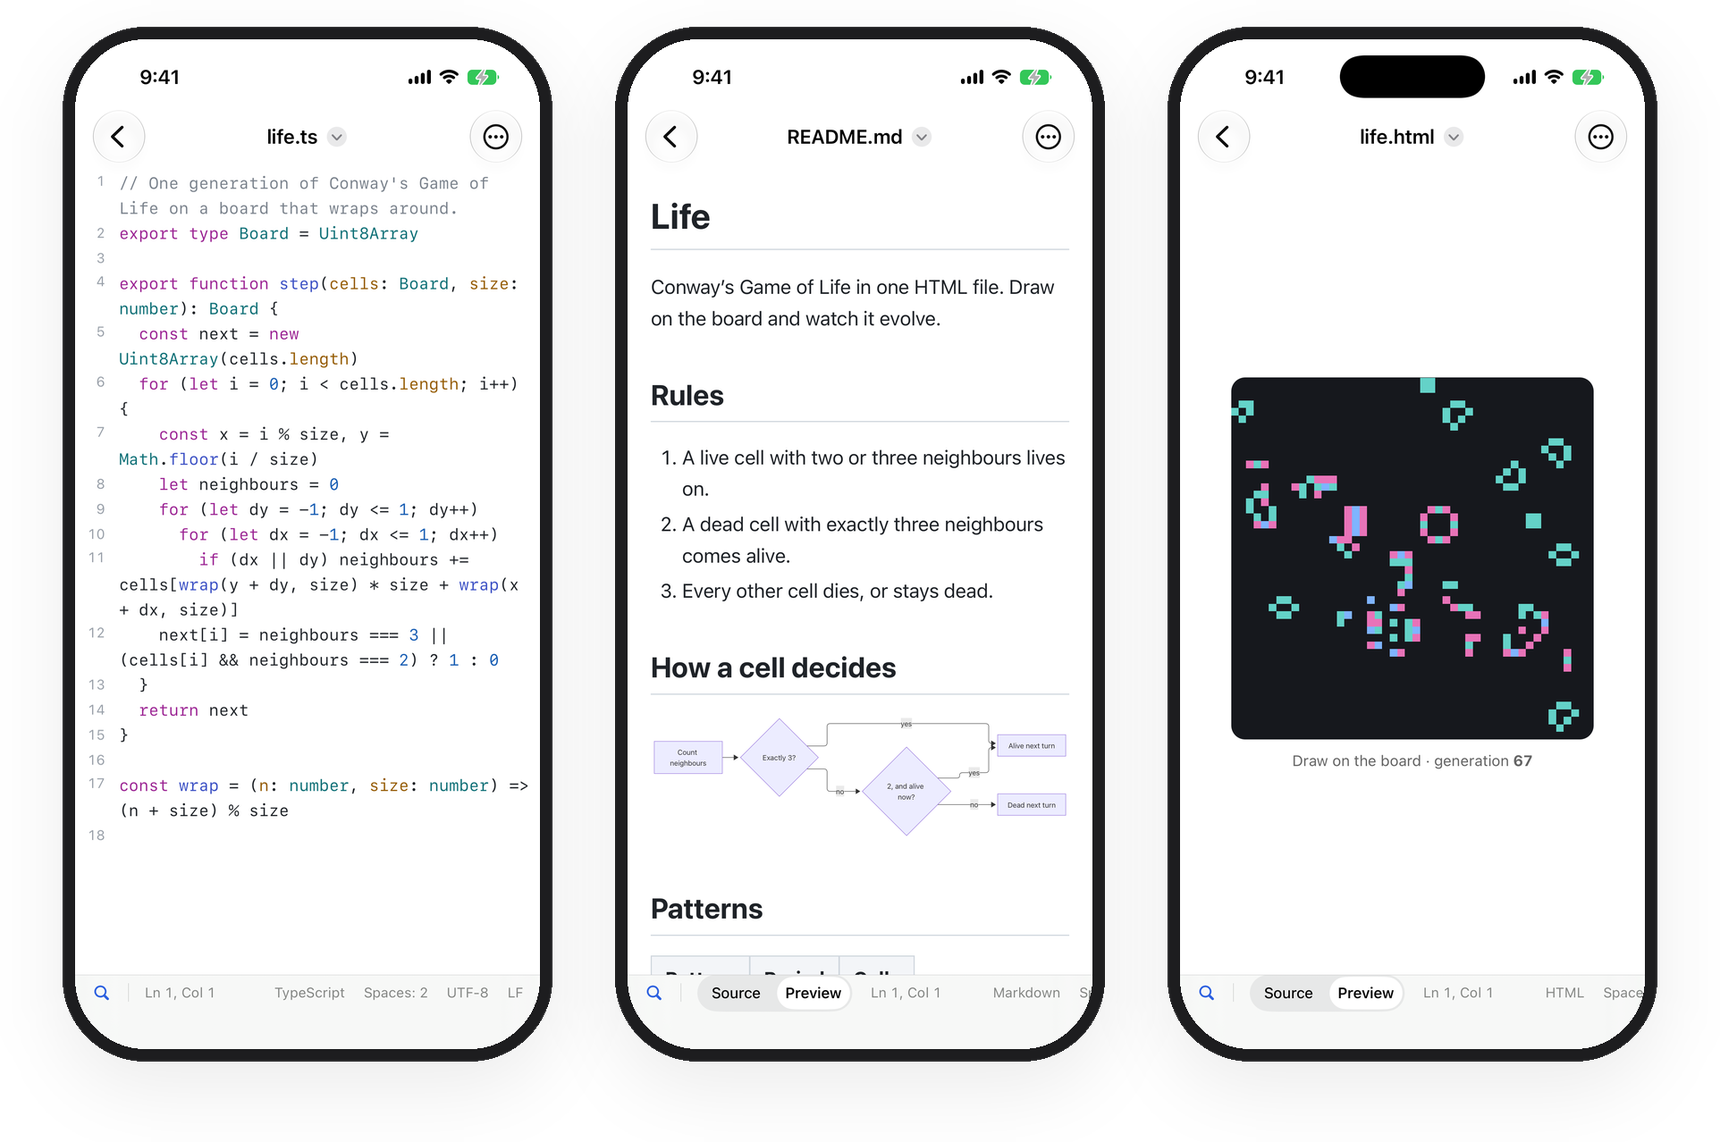 9:41
life.ts
1 // One generation of Conway's Game of
Life on a board that wraps around.
2 export type Board = Uint8Array
3
4 export function step(cells: Board, size:
number): Board {
5 const next = new
Uint8Array(cells.length)
6 for (let i = 0; i < cells.length; i++)
{
7 const x = i % size, y =
Math.floor(i / size)
8 let neighbours = 0
9 for (let dy = −1; dy <= 1; dy++)
10 for (let dx = −1; dx <= 1; dx++)
11 if (dx || dy) neighbours +=
cells[wrap(y + dy, size) * size + wrap(x
+ dx, size)]
12 next[i] = neighbours === 3 ||
(cells[i] && neighbours === 2) ? 1 : 0
13 }
14 return next
15 }
16
17 const wrap = (n: number, size: number) =>
(n + size) % size
18
Ln 1, Col 1 TypeScript Spaces: 2 UTF-8 LF
9:41
README.md
Life
Conway’s Game of Life in one HTML file. Draw
on the board and watch it evolve.
Rules
1. A live cell with two or three neighbours lives
on.
2. A dead cell with exactly three neighbours
comes alive.
3. Every other cell dies, or stays dead.
How a cell decides
Count
neighbours
Exactly 3?
yes
no
2, and alive
now?
yes
no
Alive next turn
Dead next turn
Patterns
Source Preview Ln 1, Col 1 Markdown
9:41
life.html
Draw on the board · generation 67
Source Preview Ln 1, Col 1 HTML Space